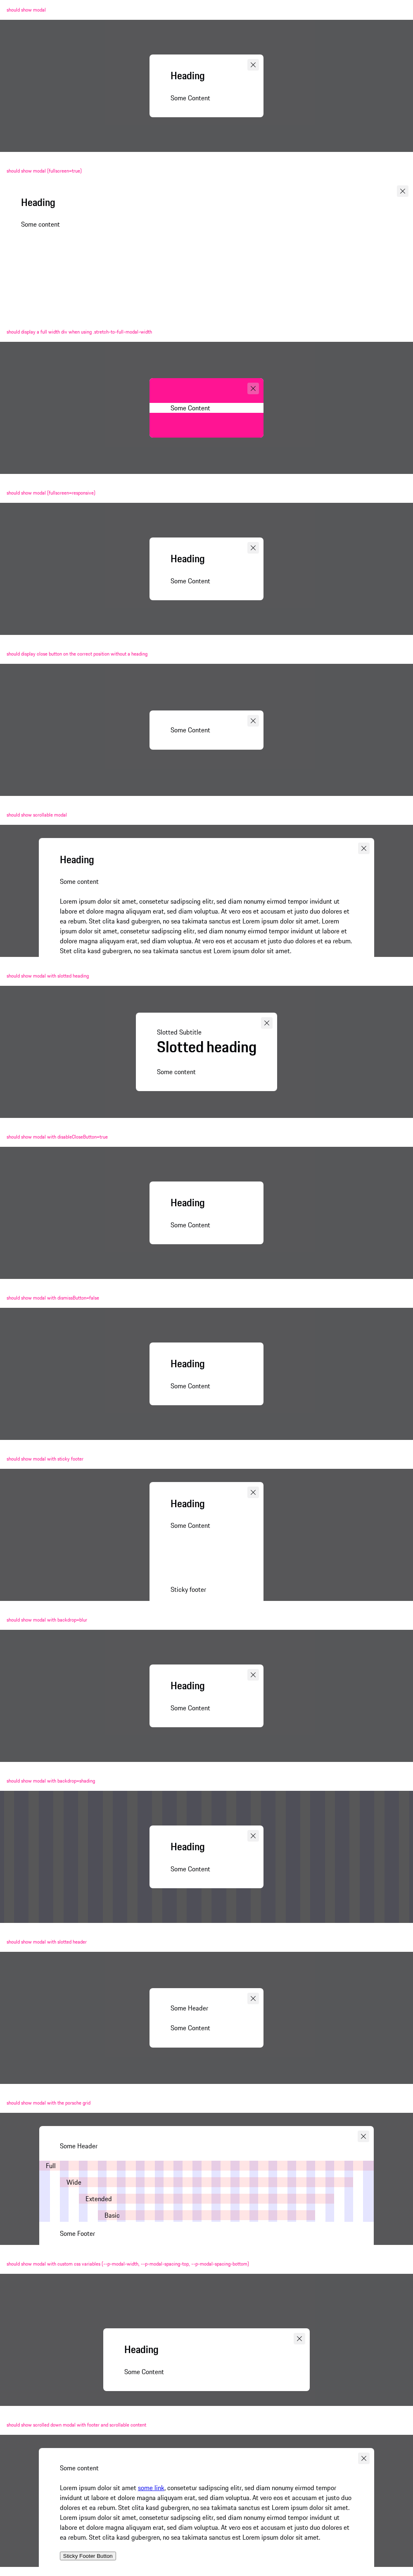 should show modal
Heading
Some Content
should show modal [fullscreen=true]
Heading
Some content
should display a full width div when using .stretch-to-full-modal-width
Some Content
should show modal [fullscreen=responsive]
Heading
Some Content
should display close button on the correct position without a heading
Some Content
should show scrollable modal
Heading
Some content
Lorem ipsum dolor sit amet, consetetur sadipscing elitr, sed diam nonumy eirmod tempor invidunt ut
labore et dolore magna aliquyam erat, sed diam voluptua. At vero eos et accusam et justo duo dolores et
ea rebum. Stet clita kasd gubergren, no sea takimata sanctus est Lorem ipsum dolor sit amet. Lorem
ipsum dolor sit amet, consetetur sadipscing elitr, sed diam nonumy eirmod tempor invidunt ut labore et
dolore magna aliquyam erat, sed diam voluptua. At vero eos et accusam et justo duo dolores et ea rebum.
Stet clita kasd gubergren, no sea takimata sanctus est Lorem ipsum dolor sit amet.
should show modal with slotted heading
Slotted Subtitle
Slotted heading
Some content
should show modal with disableCloseButton=true
Heading
Some Content
should show modal with dismissButton=false
Heading
Some Content
should show modal with sticky footer
Heading
Some Content
Sticky footer
should show modal with backdrop=blur
Heading
Some Content
should show modal with backdrop=shading
Heading
Some Content
should show modal with slotted header
Some Header
Some Content
should show modal with the porsche grid
Some Header
Full
Wide
Extended
Basic
Some Footer
should show modal with custom css variables (--p-modal-width, --p-modal-spacing-top, --p-modal-spacing-bottom)
Heading
Some Content
should show scrolled down modal with footer and scrollable content
Some content
Lorem ipsum dolor sit amet some link, consetetur sadipscing elitr, sed diam nonumy eirmod tempor
invidunt ut labore et dolore magna aliquyam erat, sed diam voluptua. At vero eos et accusam et justo duo
dolores et ea rebum. Stet clita kasd gubergren, no sea takimata sanctus est Lorem ipsum dolor sit amet.
Lorem ipsum dolor sit amet, consetetur sadipscing elitr, sed diam nonumy eirmod tempor invidunt ut
labore et dolore magna aliquyam erat, sed diam voluptua. At vero eos et accusam et justo duo dolores et
ea rebum. Stet clita kasd gubergren, no sea takimata sanctus est Lorem ipsum dolor sit amet.
Sticky Footer Button